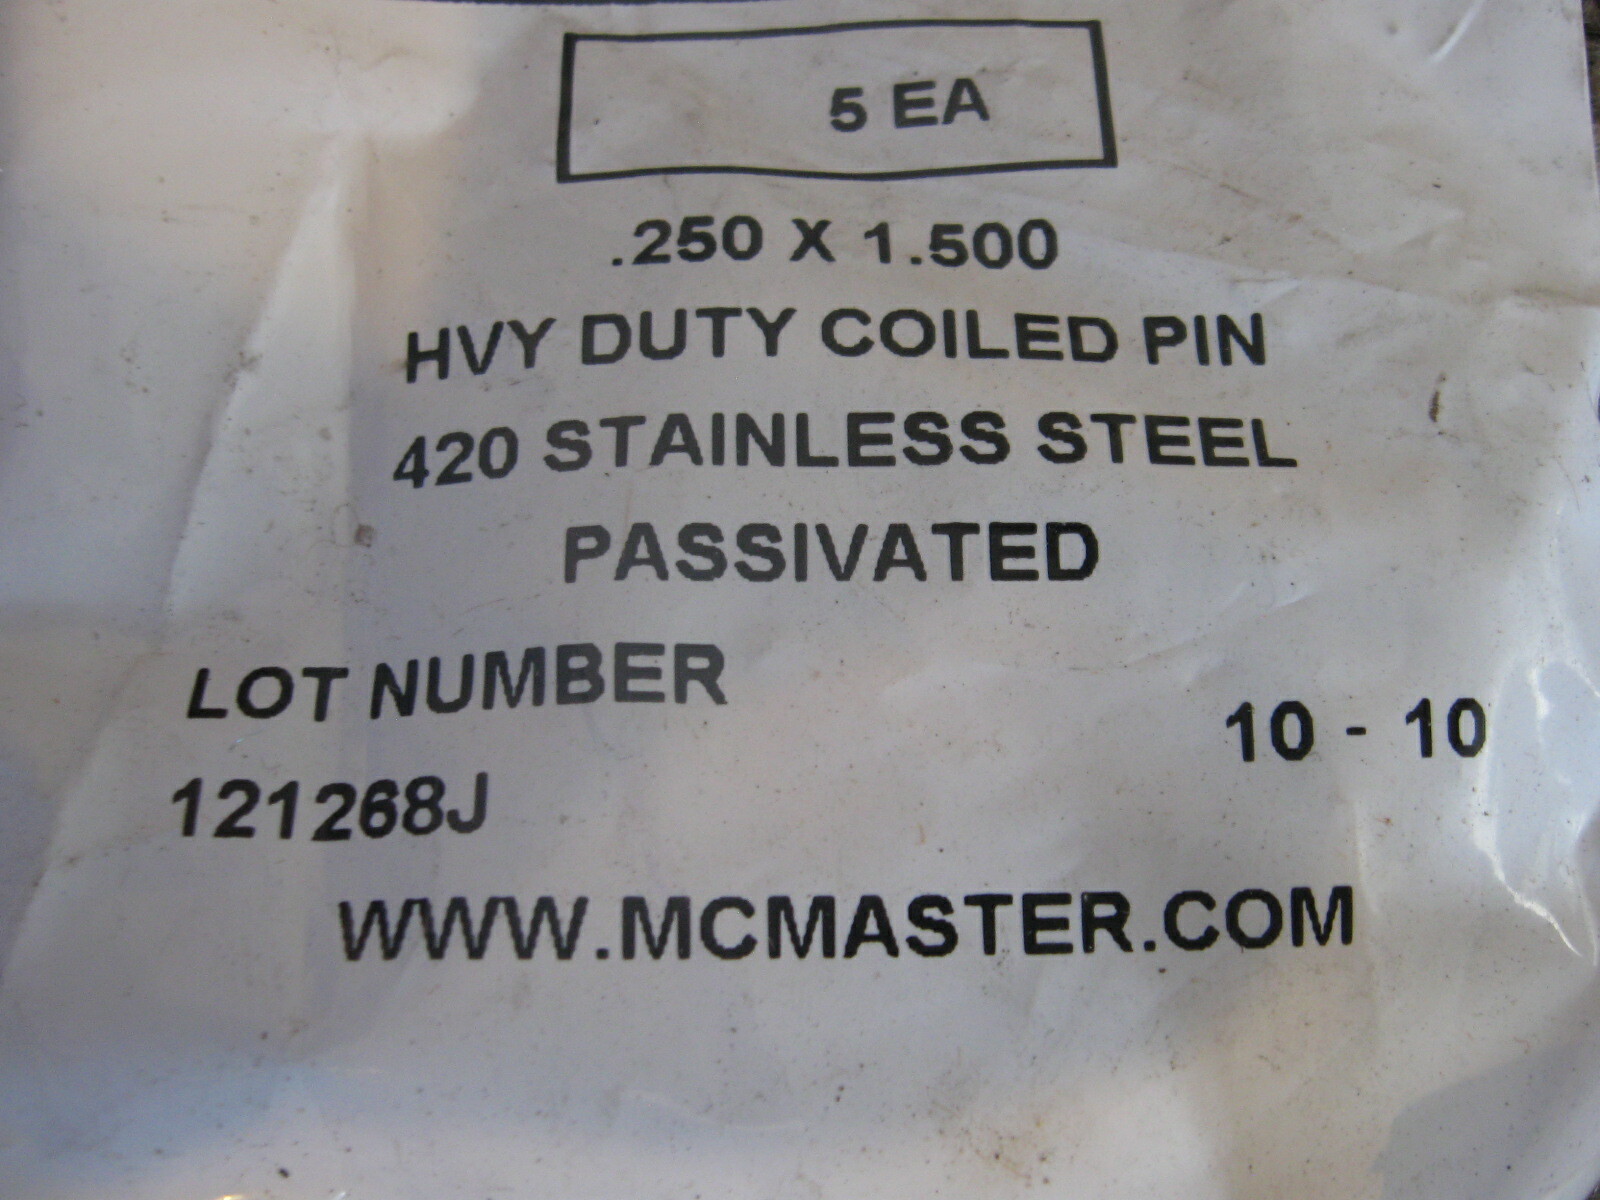 5 EA
.250 X 1.500
HVY DUTY COILED PIN
420 STAINLESS STEEL
PASSIVATED
LOT NUMBER
10 - 10
121268J
WWW.MCMASTER.COM